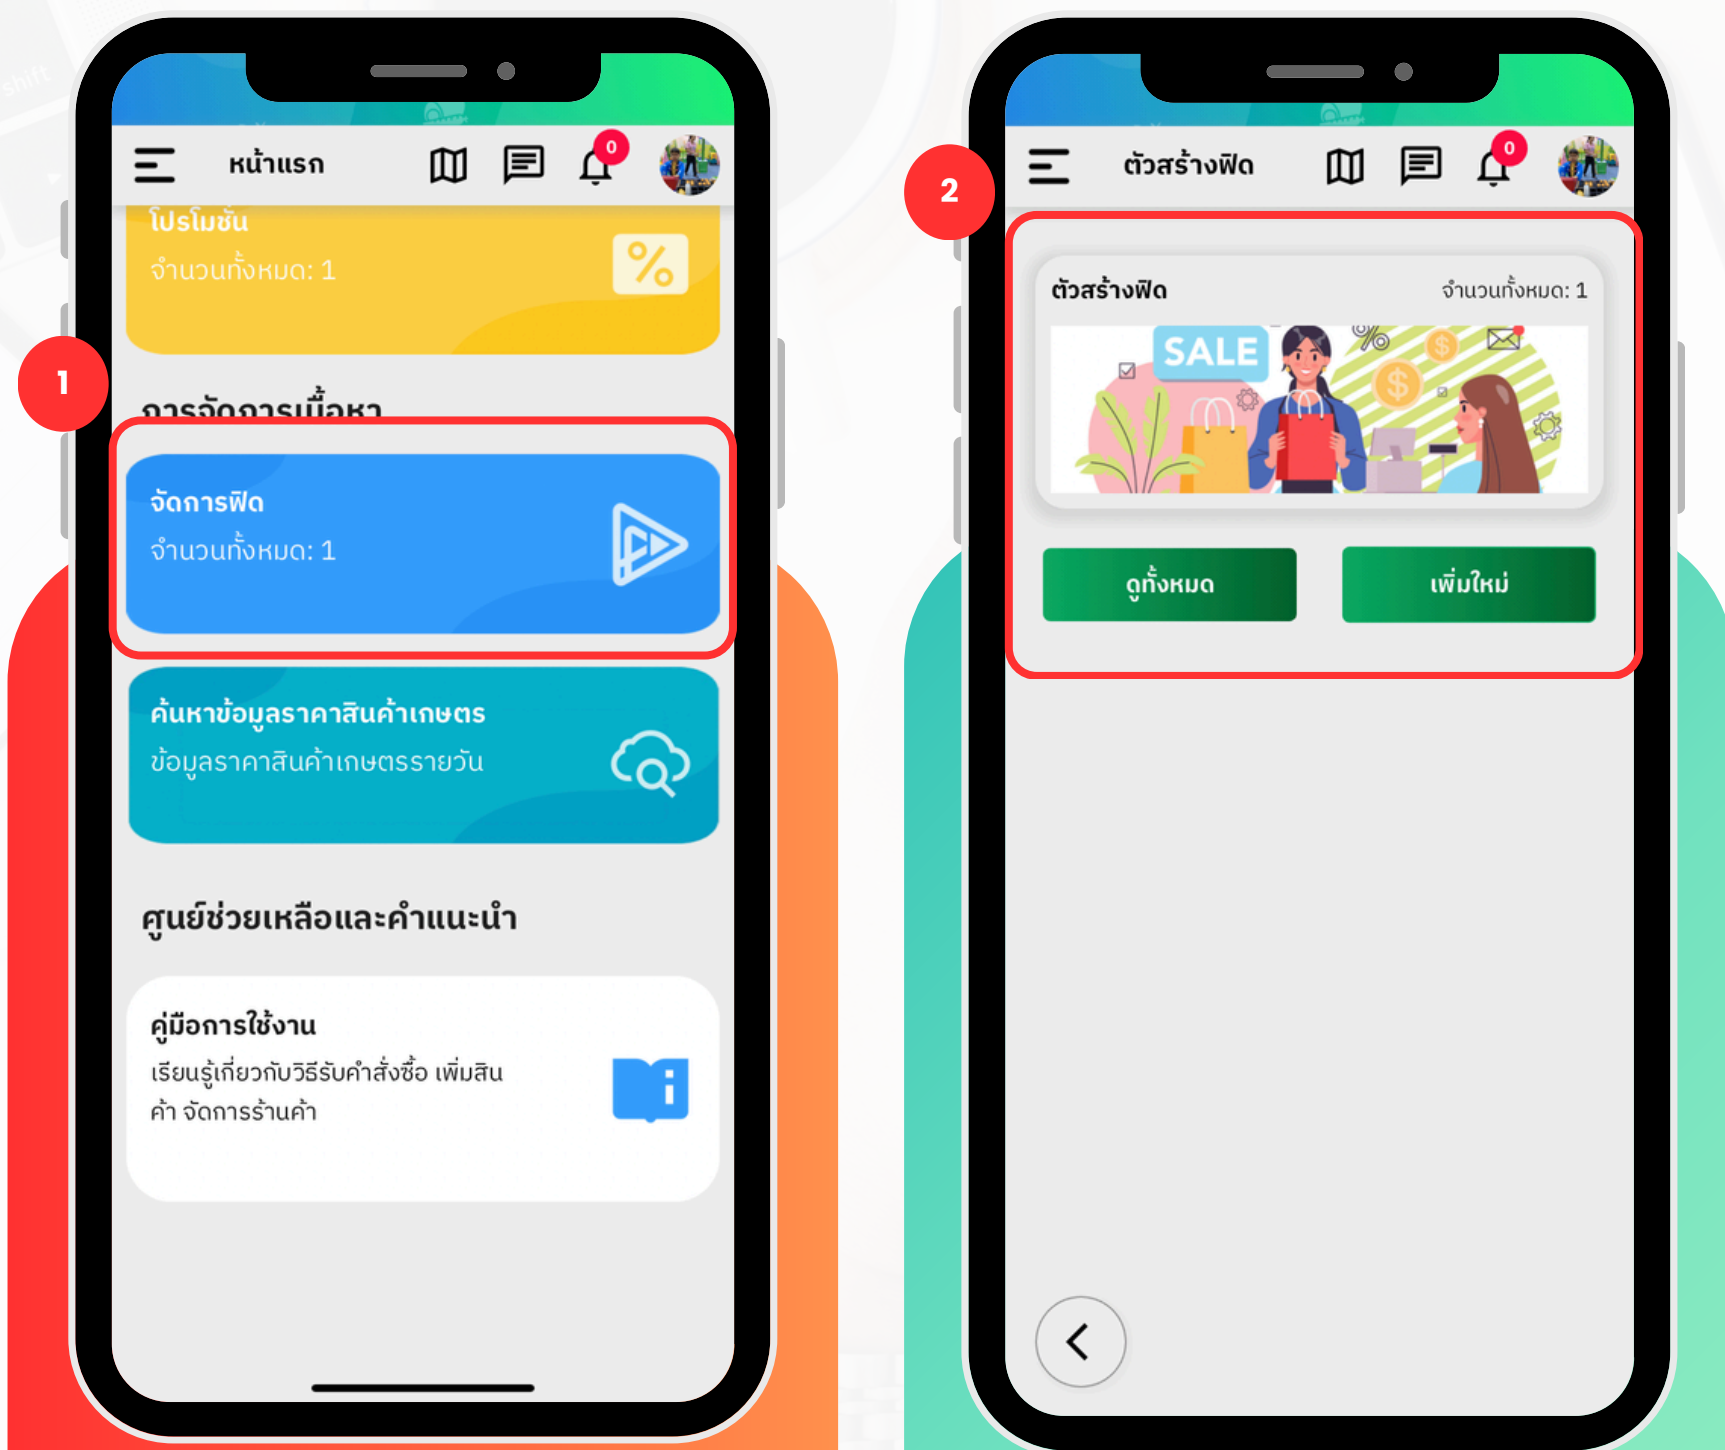 shift
1
หน้าแรก
0
โปรโมชั่น
จำนวนทั้งหมด: 1
การจัดการเนื้อหา
จัดการฟิด
จำนวนทั้งหมด: 1
ค้นหาข้อมูลราคาสินค้าเกษตร
ข้อมูลราคาสินค้าเกษตรรายวัน
ศูนย์ช่วยเหลือและคำแนะนำ
คู่มือการใช้งาน
เรียนรู้เกี่ยวกับวิธีรับคำสั่งซื้อ เพิ่มสิน
ค้า จัดการร้านค้า
2
ตัวสร้างฟิด
0
ตัวสร้างฟิด
จำนวนทั้งหมด: 1
SALE
ดูทั้งหมด
เพิ่มใหม่